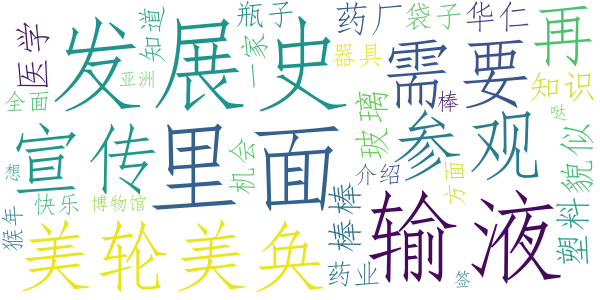 瓶子 药厂 袋子 华仁 再
医学 发展史 知道 一家 器具 需要 知识
全面 亚洲 棒
宣传 里面 玻璃 参观 哒
想 机会 介绍 方面 貌似
快乐 博物馆 棒棒
猴年 美轮美奂 输液 塑料
药业 签